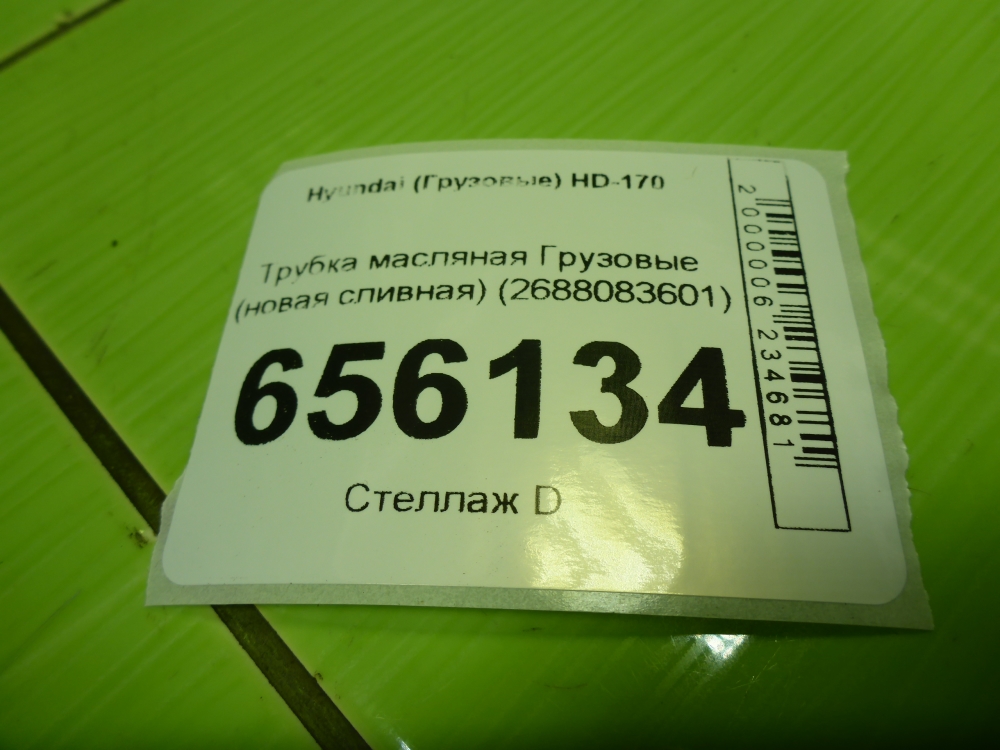 Hyundai (Грузовые) HD-170
Трубка масляная Грузовые
(новая сливная) (2688083601)
656134
Стеллаж D
2000006234681